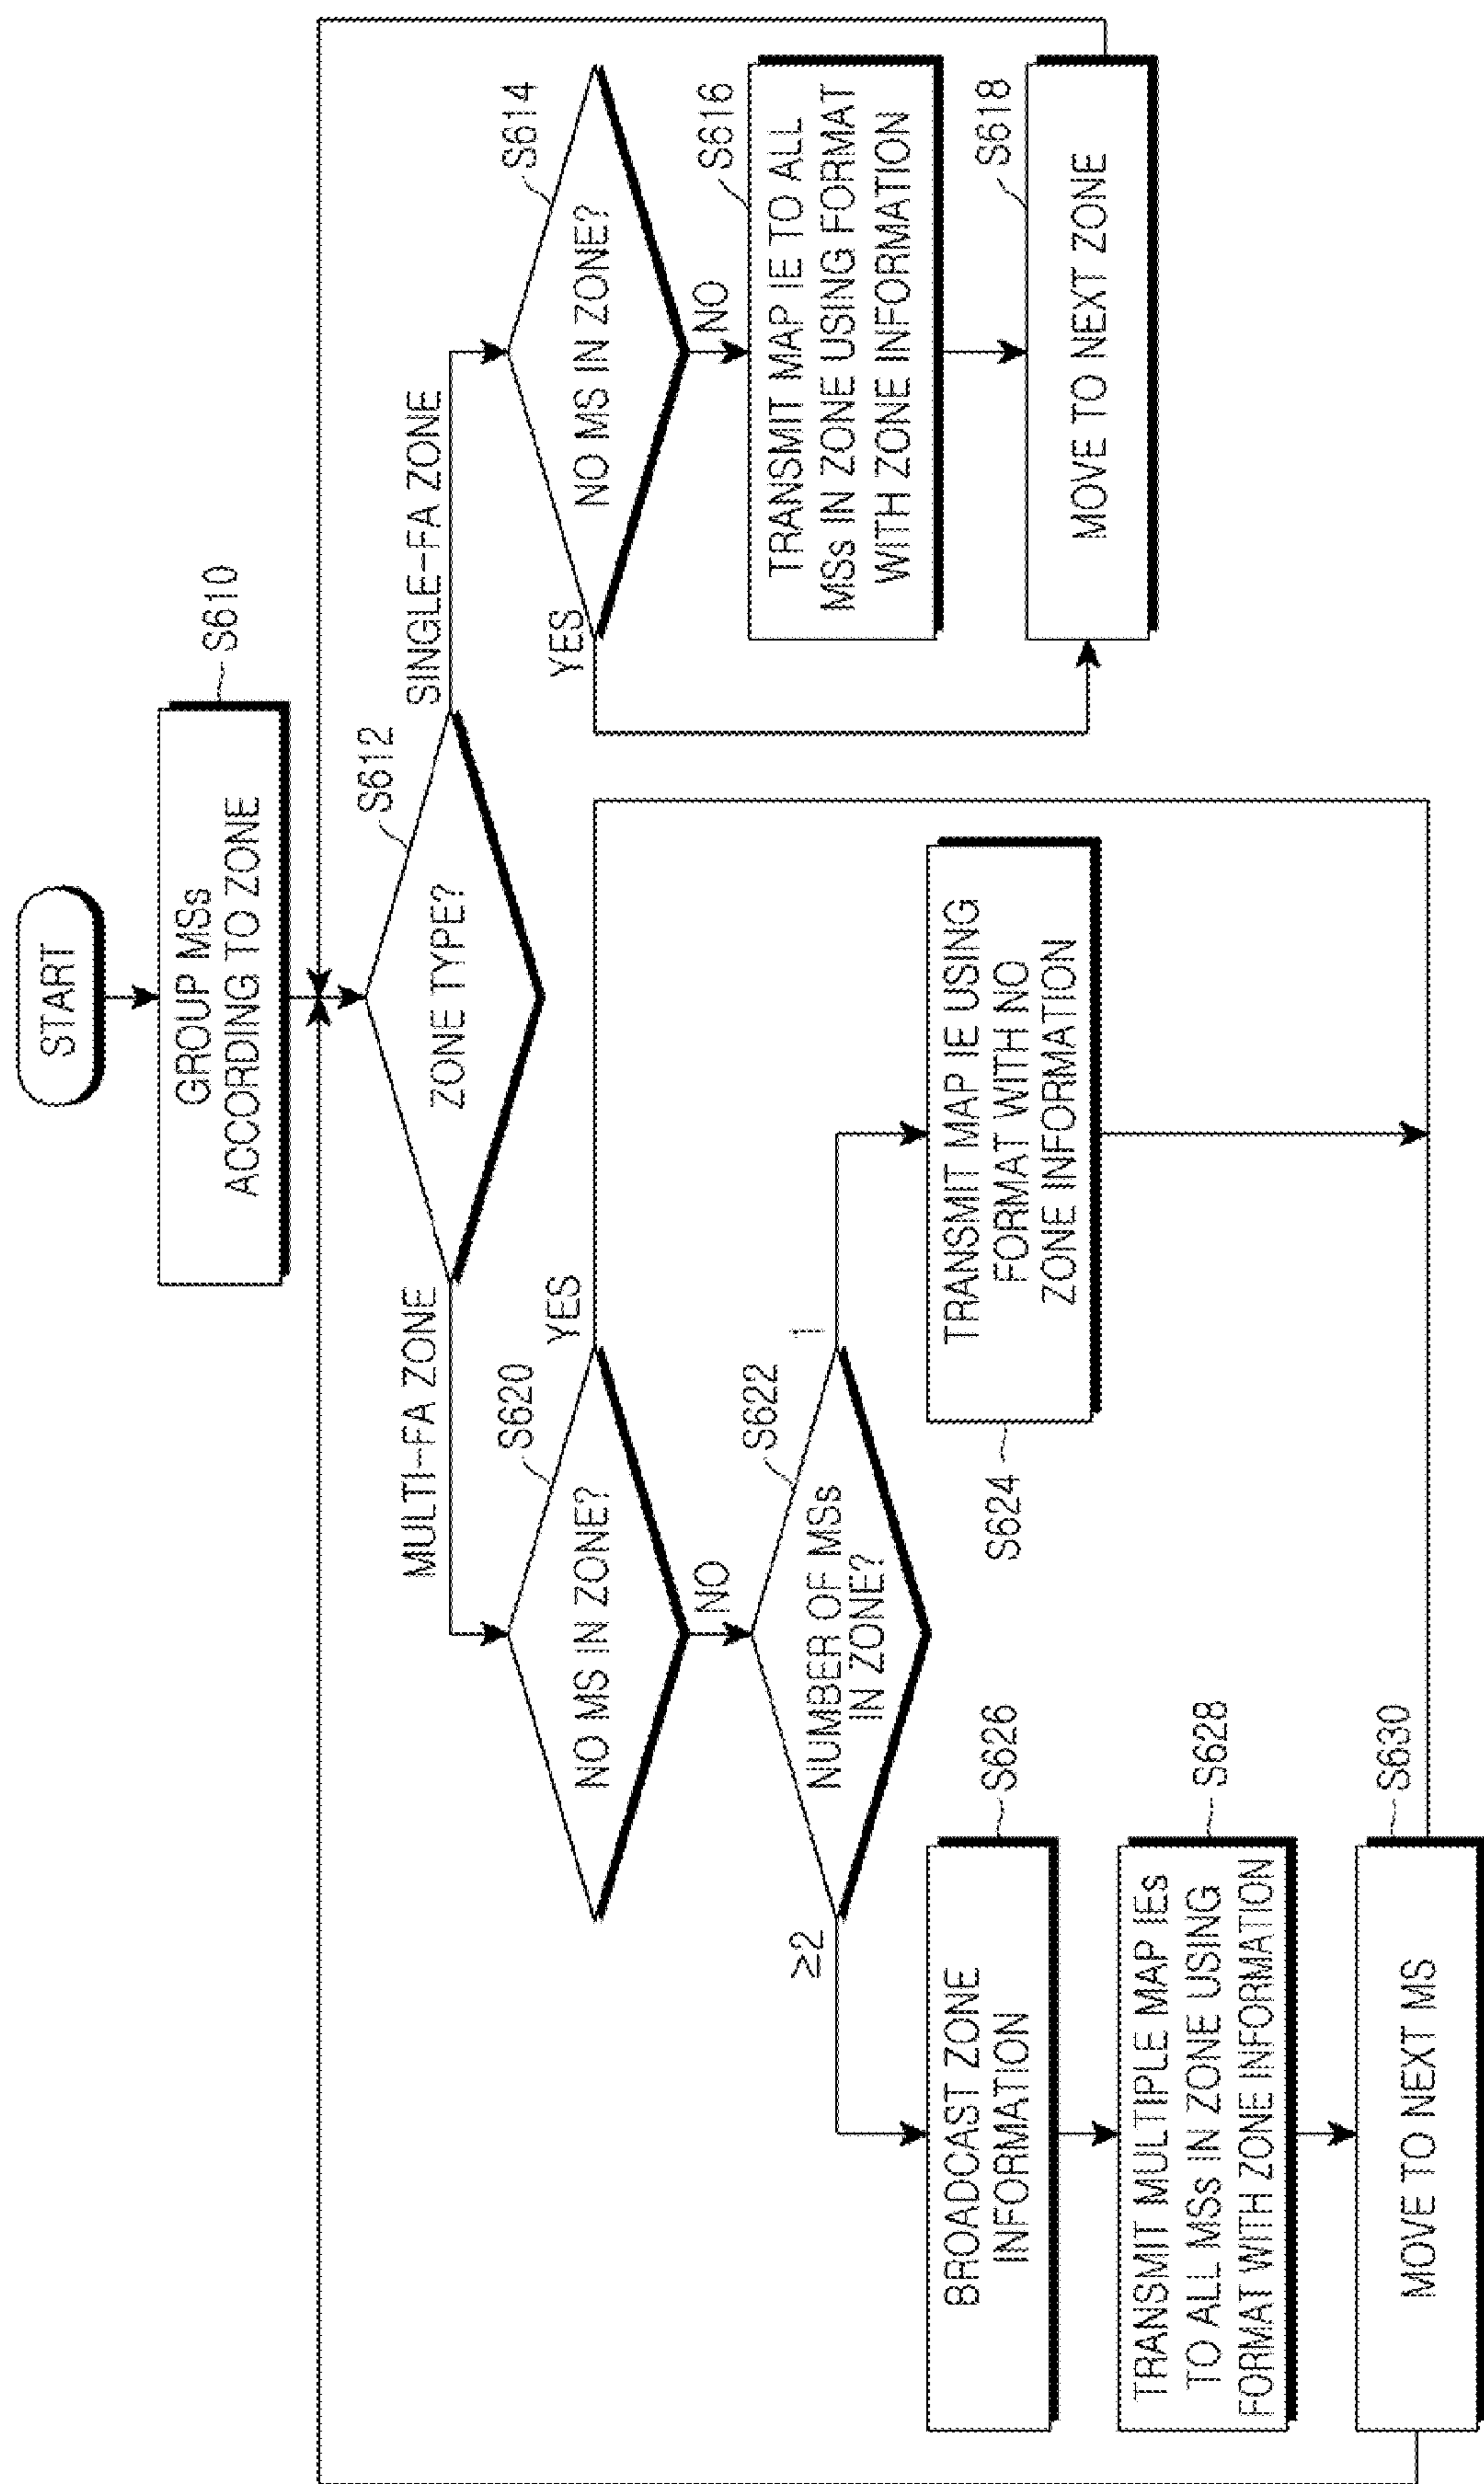 START
GROUP MSs
ACCORDING TO ZONE
S610
ZONE TYPE?
S612
MULTI-FA ZONE
SINGLE-FA ZONE
NO MS IN ZONE?
S620
YES
NO
NO MS IN ZONE?
S614
YES
NO
NUMBER OF MSs
IN ZONE?
S622
≥2
1
TRANSMIT MAP IE TO ALL
MSs IN ZONE USING FORMAT
WITH ZONE INFORMATION
S616
BROADCAST ZONE
INFORMATION
S626
TRANSMIT MAP IE USING
FORMAT WITH NO
ZONE INFORMATION
S624
MOVE TO NEXT ZONE
S618
TRANSMIT MULTIPLE MAP IEs
TO ALL MSs IN ZONE USING
FORMAT WITH ZONE INFORMATION
S628
MOVE TO NEXT MS
S630